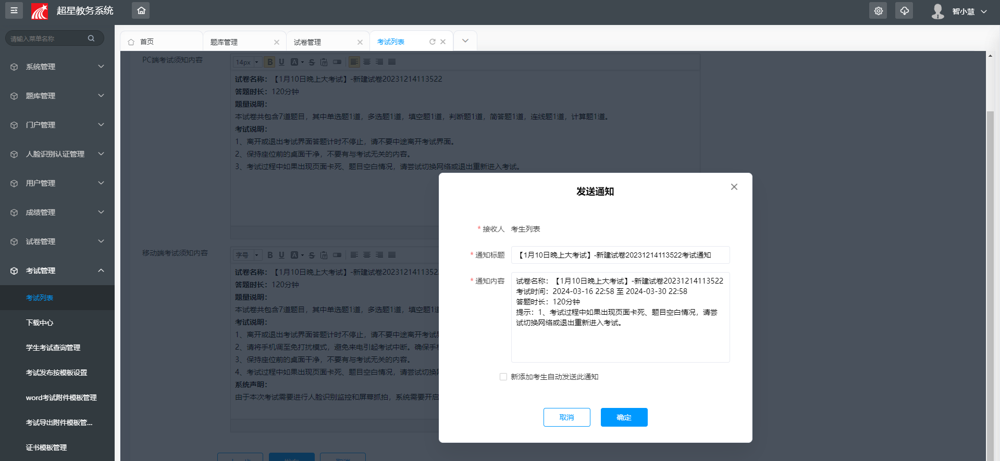 超星教务系统
智小慧
请输入菜单名称
首页
题库管理
试卷管理
考试列表
系统管理
题库管理
门户管理
人脸识别认证管理
用户管理
成绩管理
试卷管理
考试管理
考试列表
下载中心
学生考试查询管理
考试发布按模板设置
word考试附件模板管理
考试导出附件模板管...
证书模板管理
PC端考试须知内容
14px
试卷名称：【1月10日晚上大考试】-新建试卷20231214113522
答题时长：120分钟
题量说明：
本试卷共包含7道题目，其中单选题1道，多选题1道，填空题1道，判断题1道，简答题1道，连线题1道，计算题1道。
考试说明：
1、离开或退出考试界面答题计时不停止，请不要中途离开考试界面。
2、保持座位前的桌面干净，不要有与考试无关的内容。
3、考试过程中如果出现页面卡死、题目空白情况，请尝试切换网络或退出重新进入考试。
移动端考试须知内容
字号
试卷名称：【1月10日晚上大考试】-新建试卷2023121411352
答题时长：120分钟
题量说明：
本试卷共包含7道题目，其中单选题1道，多选题1道，填空题1道
考试说明：
1、离开或退出考试界面答题计时不停止，请不要中途离开考试
2、请将手机调至免打扰模式，避免来电引起考试中断。确保手
3、保持座位前的桌面干净，不要有与考试无关的内容。
4、考试过程中如果出现页面卡死、题目空白情况，请尝试切换
系统声明：
由于本次考试需要进行人脸识别监控和屏幕抓拍，系统需要开启
发送通知
* 接收人 考生列表
* 通知标题 【1月10日晚上大考试】-新建试卷20231214113522考试通知
* 通知内容 试卷名称：【1月10日晚上大考试】-新建试卷20231214113522
考试时间：2024-03-16 22:58 至 2024-03-30 22:58
答题时长：120分钟
提示：1、考试过程中如果出现页面卡死、题目空白情况，请尝
试切换网络或退出重新进入考试。
新添加考生自动发送此通知
取消
确定